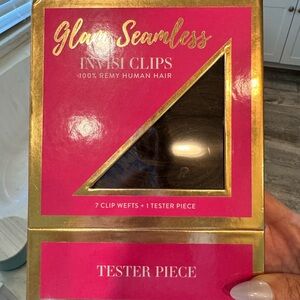 Glam Seamless
INVISI CLIPS
100% REMY HUMAN HAIR
7 CLIP WEFTS + 1 TESTER PIECE
TESTER PIECE